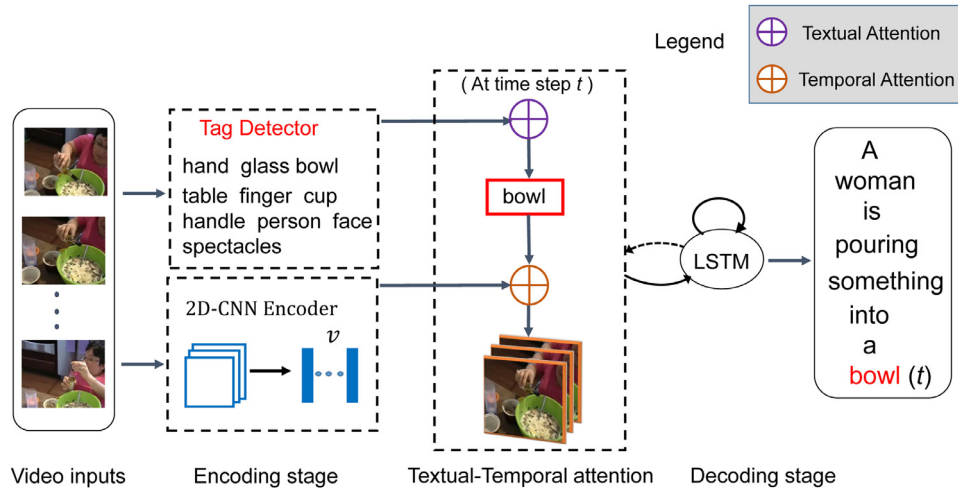 Legend
Textual Attention
Temporal Attention
( At time step t )
Tag Detector
hand glass bowl
table finger cup
handle person face
spectacles
bowl
2D-CNN Encoder
v
LSTM
A
woman
is
pouring
something
into
a
bowl (t)
Video inputs
Encoding stage
Textual-Temporal attention
Decoding stage